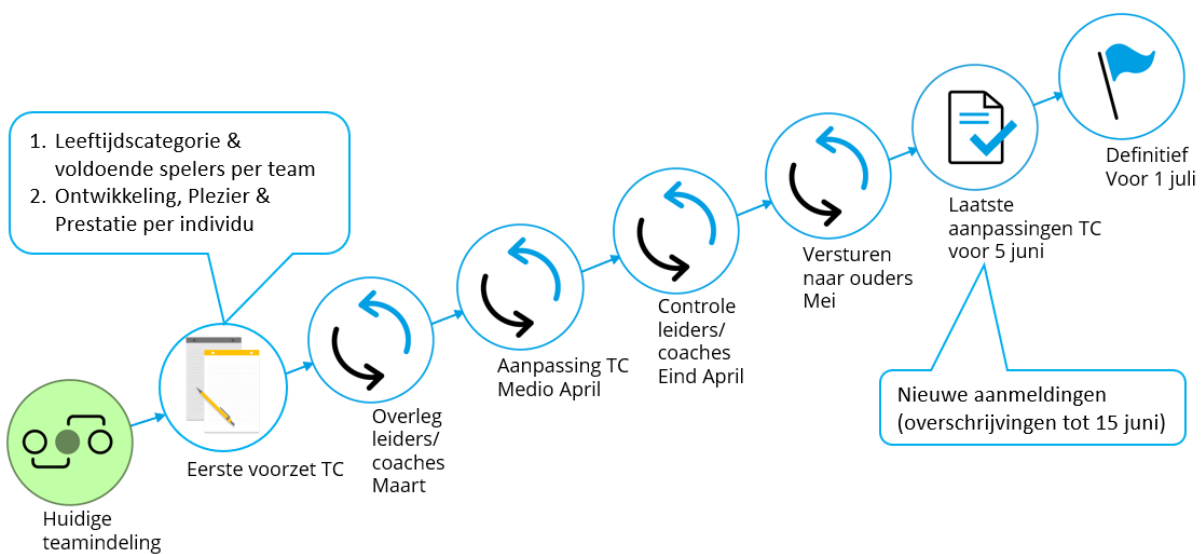 1. Leeftijdscategorie &
voldoende spelers per team
2. Ontwikkeling, Plezier &
Prestatie per individu
Huidige
teamindeling
Eerste voorzet TC
Overleg
leiders/
coaches
Maart
Aanpassing TC
Medio April
Controle
leiders/
coaches
Eind April
Versturen
naar ouders
Mei
Laatste
aanpassingen TC
voor 5 juni
Nieuwe aanmeldingen
(overschrijvingen tot 15 juni)
Definitief
Voor 1 juli